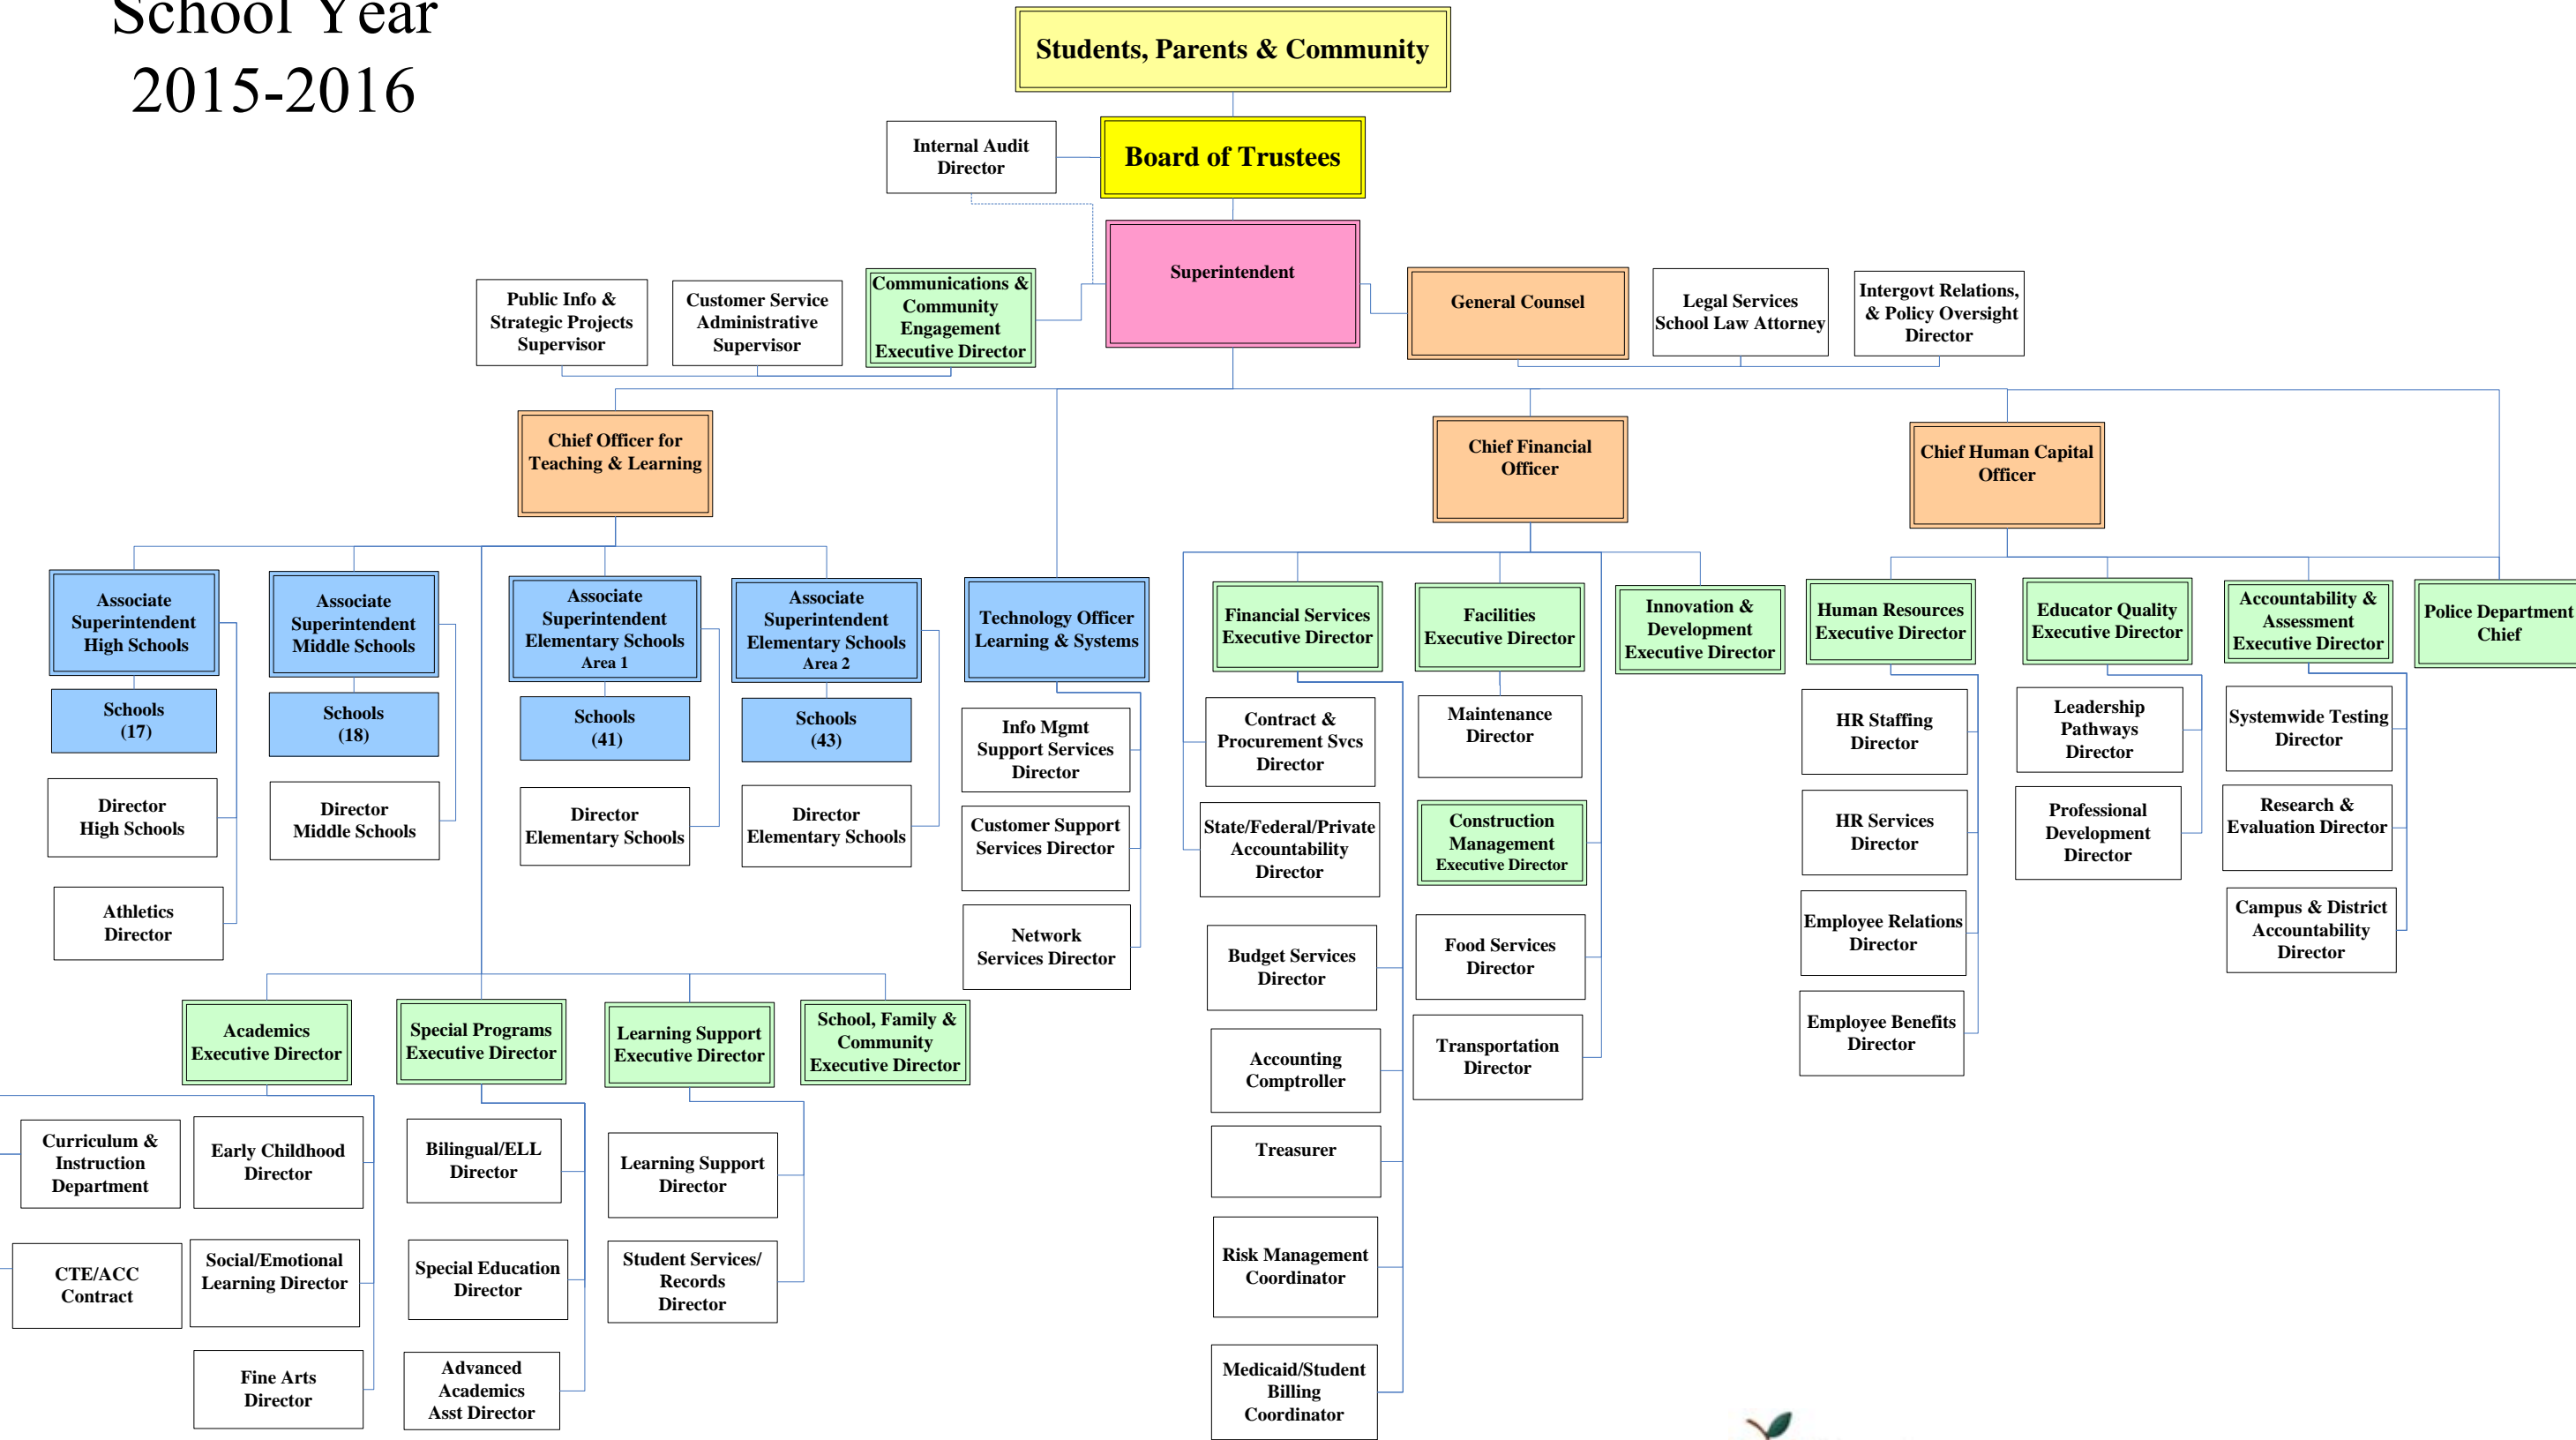 School Year
2015-2016
Students, Parents & Community
Internal Audit
Director
Board of Trustees
Superintendent
Public Info &
Strategic Projects
Supervisor
Customer Service
Administrative
Supervisor
Communications &
Community
Engagement
Executive Director
General Counsel
Legal Services
School Law Attorney
Intergovt Relations,
& Policy Oversight
Director
Chief Officer for
Teaching & Learning
Chief Financial
Officer
Chief Human Capital
Officer
Associate
Superintendent
High Schools
Associate
Superintendent
Middle Schools
Associate
Superintendent
Elementary Schools
Area 1
Associate
Superintendent
Elementary Schools
Area 2
Technology Officer
Learning & Systems
Financial Services
Executive Director
Facilities
Executive Director
Innovation &
Development
Executive Director
Human Resources
Executive Director
Educator Quality
Executive Director
Accountability &
Assessment
Executive Director
Police Department
Chief
Schools
(17)
Schools
(18)
Schools
(41)
Schools
(43)
Info Mgmt
Support Services
Director
Contract &
Procurement Svcs
Director
Maintenance
Director
HR Staffing
Director
Leadership
Pathways
Director
Systemwide Testing
Director
Director
High Schools
Director
Middle Schools
Director
Elementary Schools
Director
Elementary Schools
Customer Support
Services Director
State/Federal/Private
Accountability
Director
Construction
Management
Executive Director
HR Services
Director
Professional
Development
Director
Research &
Evaluation Director
Athletics
Director
Network
Services Director
Budget Services
Director
Food Services
Director
Employee Relations
Director
Campus & District
Accountability
Director
Academics
Executive Director
Special Programs
Executive Director
Learning Support
Executive Director
School, Family &
Community
Executive Director
Accounting
Comptroller
Transportation
Director
Employee Benefits
Director
Curriculum &
Instruction
Department
Early Childhood
Director
Bilingual/ELL
Director
Learning Support
Director
Treasurer
CTE/ACC
Contract
Social/Emotional
Learning Director
Special Education
Director
Student Services/
Records
Director
Risk Management
Coordinator
Fine Arts
Director
Advanced
Academics
Asst Director
Medicaid/Student
Billing
Coordinator